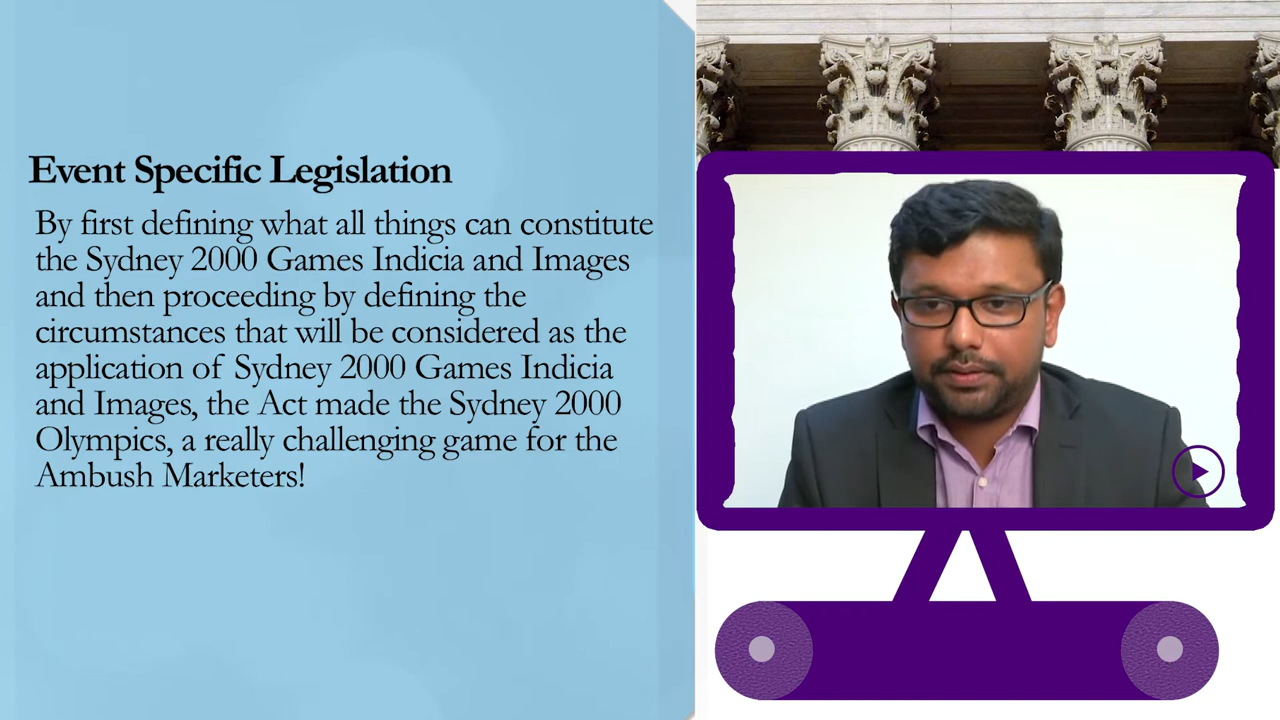 Event Specific Legislation
By first defining what all things can constitute
the Sydney 2000 Games Indicia and Images
and then proceeding by defining the
circumstances that will be considered as the
application of Sydney 2000 Games Indicia
and Images, the Act made the Sydney 2000
Olympics, a really challenging game for the
Ambush Marketers!